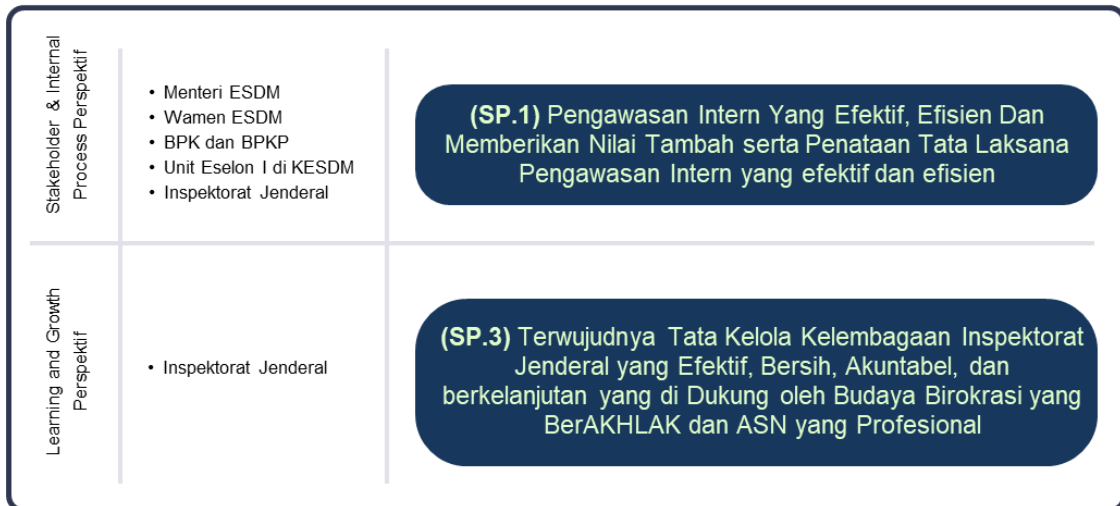 Stakeholder & Internal
Process Perspektif
• Menteri ESDM
• Wamen ESDM
• BPK dan BPKP
• Unit Eselon I di KESDM
• Inspektorat Jenderal
(SP.1) Pengawasan Intern Yang Efektif, Efisien Dan
Memberikan Nilai Tambah serta Penataan Tata Laksana
Pengawasan Intern yang efektif dan efisien
Learning and Growth
Perspektif
• Inspektorat Jenderal
(SP.3) Terwujudnya Tata Kelola Kelembagaan Inspektorat
Jenderal yang Efektif, Bersih, Akuntabel, dan
berkelanjutan yang di Dukung oleh Budaya Birokrasi yang
BerAKHLAK dan ASN yang Profesional